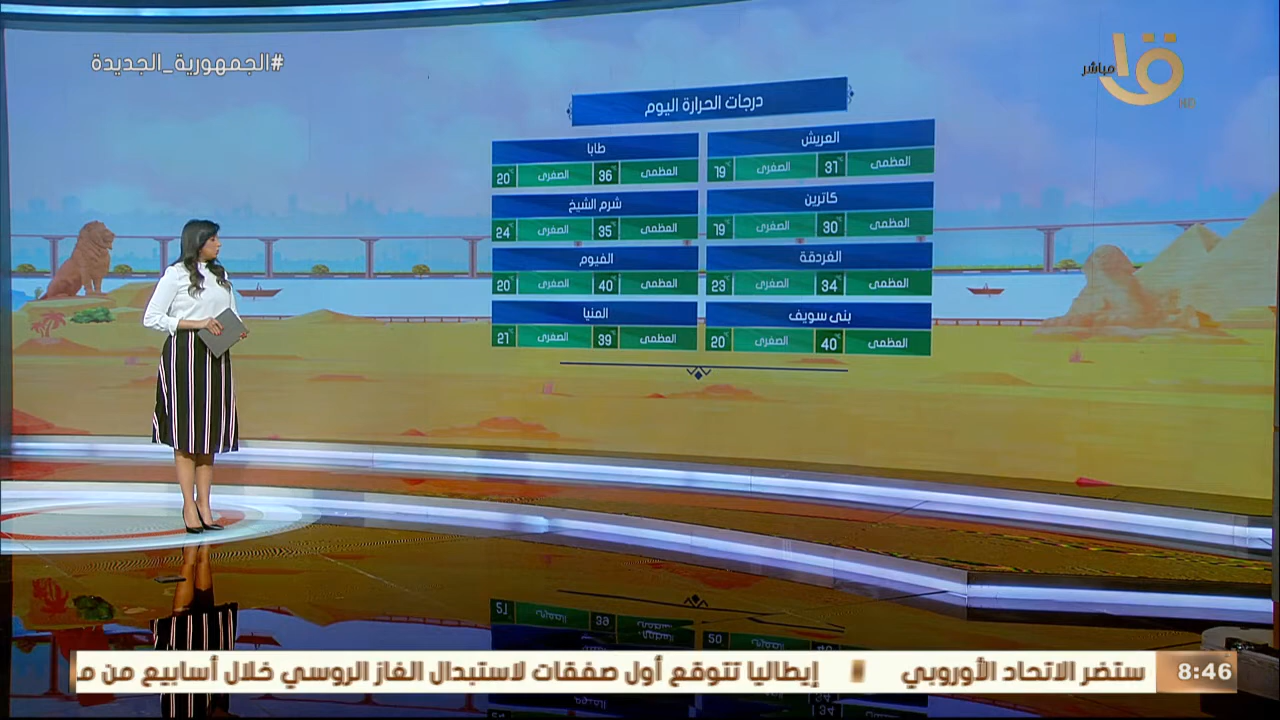 #الجمهورية_الجديدة
مباشر
HD
درجات الحرارة اليوم
العريش
العظمى 31 الصغرى 19
طابا
العظمى 36 الصغرى 20
كاترين
العظمى 30 الصغرى 19
شرم الشيخ
العظمى 35 الصغرى 24
الغردقة
العظمى 34 الصغرى 23
الفيوم
العظمى 40 الصغرى 20
بنى سويف
العظمى 40 الصغرى 20
المنيا
العظمى 39 الصغرى 21
8:46 ستضر الاتحاد الأوروبي إيطاليا تتوقع أول صفقات لاستبدال الغاز الروسي خلال أسابيع من م